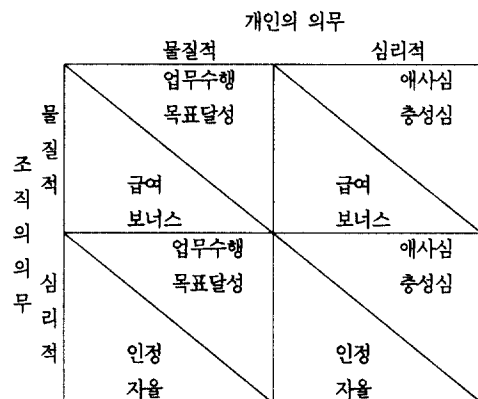 개인의 의무
물질적 심리적
조직의 의무
물질적
업무수행 애사심
목표달성 충성심
급여 급여
보너스 보너스
심리적
업무수행 애사심
목표달성 충성심
인정 인정
자율 자율